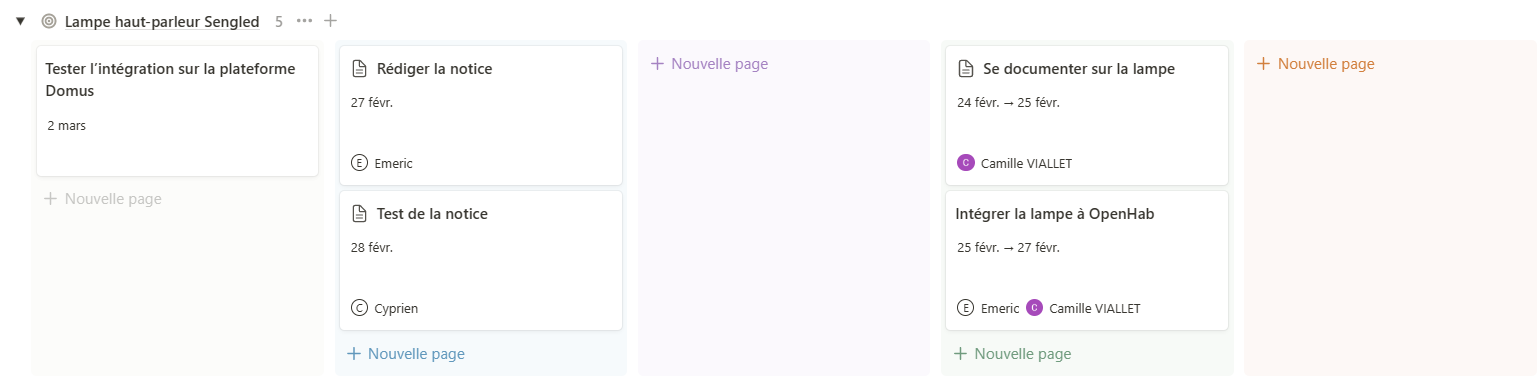 Lampe haut-parleur Sengled 5
Tester l’intégration sur la plateforme
Domus
2 mars
Nouvelle page
Rédiger la notice
27 févr.
E Emeric
Test de la notice
28 févr.
C Cyprien
Nouvelle page
Nouvelle page
Se documenter sur la lampe
24 févr. → 25 févr.
C Camille VIALLET
Intégrer la lampe à OpenHab
25 févr. → 27 févr.
E Emeric C Camille VIALLET
Nouvelle page
Nouvelle page